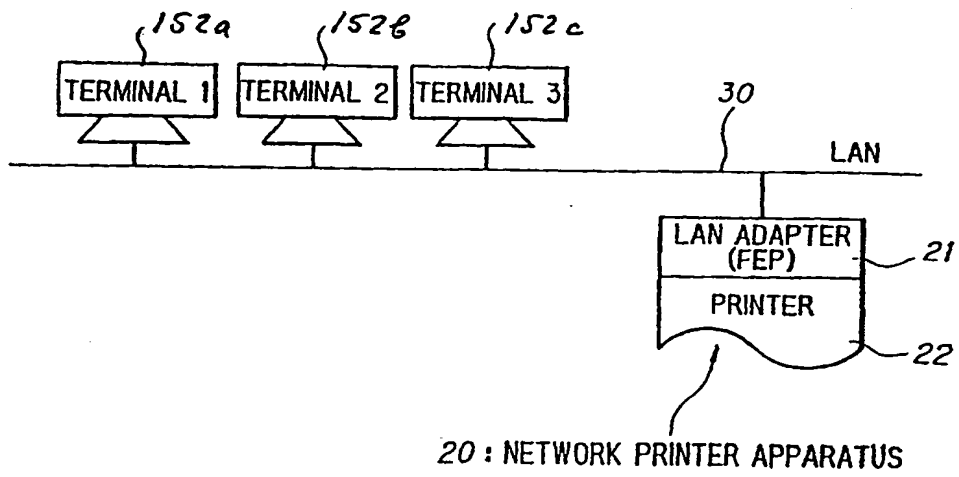 152a 152b 152c
TERMINAL 1 TERMINAL 2 TERMINAL 3
30
LAN
LAN ADAPTER
(FEP)
21
PRINTER
22
20 : NETWORK PRINTER APPARATUS